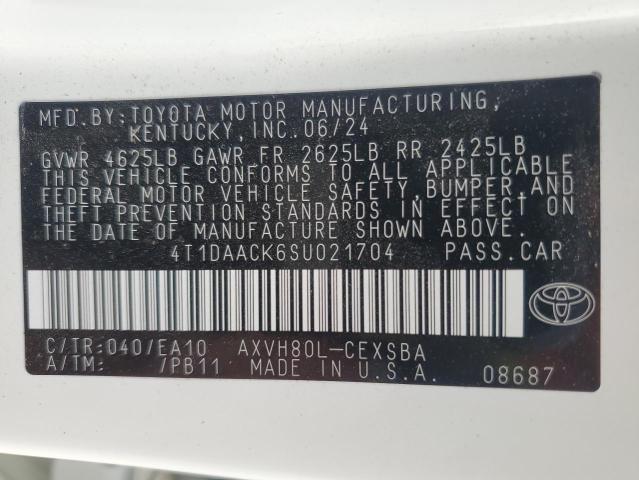 MFD.BY:TOYOTA MOTOR MANUFACTURING,
KENTUCKY,INC.06/24
GVWR 4625LB GAWR FR 2625LB RR 2425LB
THIS VEHICLE CONFORMS TO ALL APPLICABLE
FEDERAL MOTOR VEHICLE SAFETY,BUMPER,AND
THEFT PREVENTION STANDARDS IN EFFECT ON
THE DATE OF MANUFACTURE SHOWN ABOVE.
4T1DAACK6SU021704 PASS.CAR
C/TR:040/EA10 AXVH80L-CEXSBA
A/TM: /PB11 MADE IN U.S.A. 08687